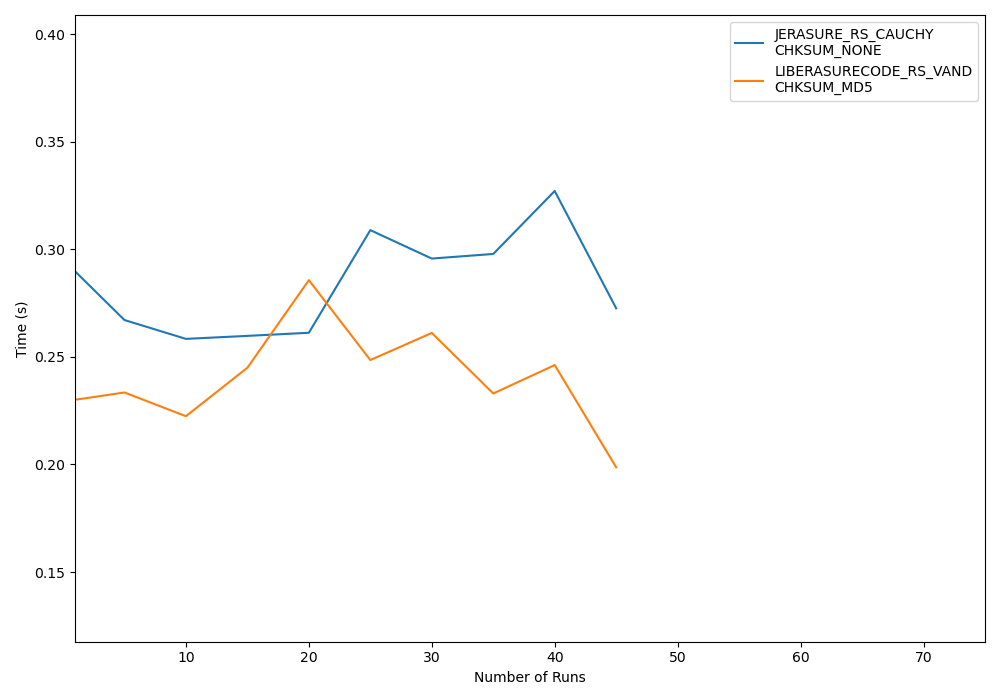 JERASURE_RS_CAUCHY
CHKSUM_NONE
LIBERASURECODE_RS_VAND
CHKSUM_MD5
Time (s)
0.40
0.35
0.30
0.25
0.20
0.15
10 20 30 40 50 60 70
Number of Runs